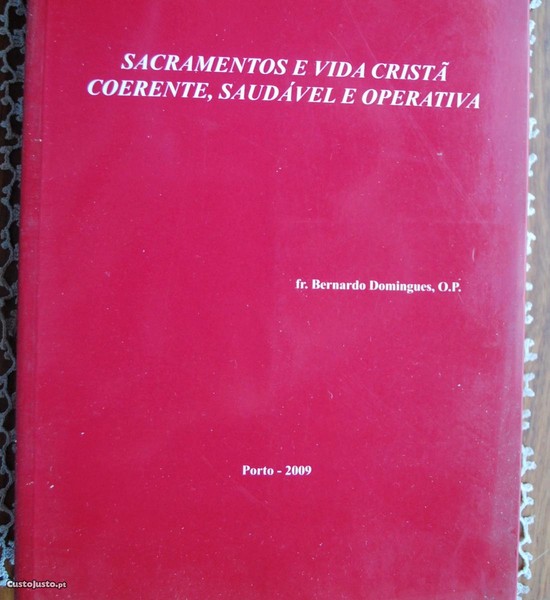 SACRAMENTOS E VIDA CRISTÃ
COERENTE, SAUDÁVEL E OPERATIVA
fr. Bernardo Domingues, O.P.
Porto - 2009
CustoJusto.pt